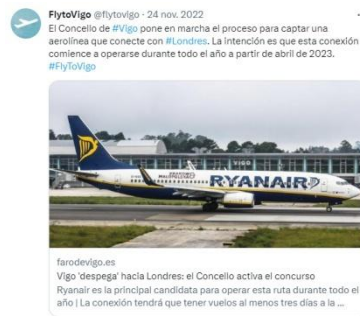 FlytoVigo @flytovigo · 24 nov. 2022
El Concello de #Vigo pone en marcha el proceso para captar una
aerolínea que conecte con #Londres. La intención es que esta conexión
comience a operarse durante todo el año a partir de abril de 2023.
#FlyToVigo
VIGO
RYANAIR
farodevigo.es
Vigo 'despega' hacia Londres: el Concello activa el concurso
Ryanair es la principal candidata para operar esta ruta durante todo el
año | La conexión tendrá que tener vuelos al menos tres días a la ...